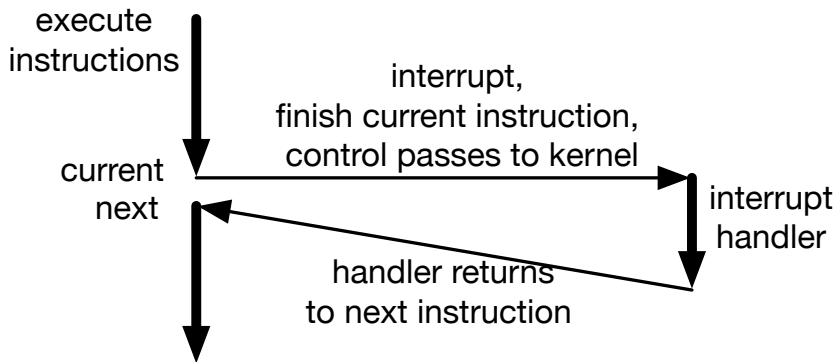 execute
instructions
interrupt,
finish current instruction,
control passes to kernel
current
next
interrupt
handler
handler returns
to next instruction